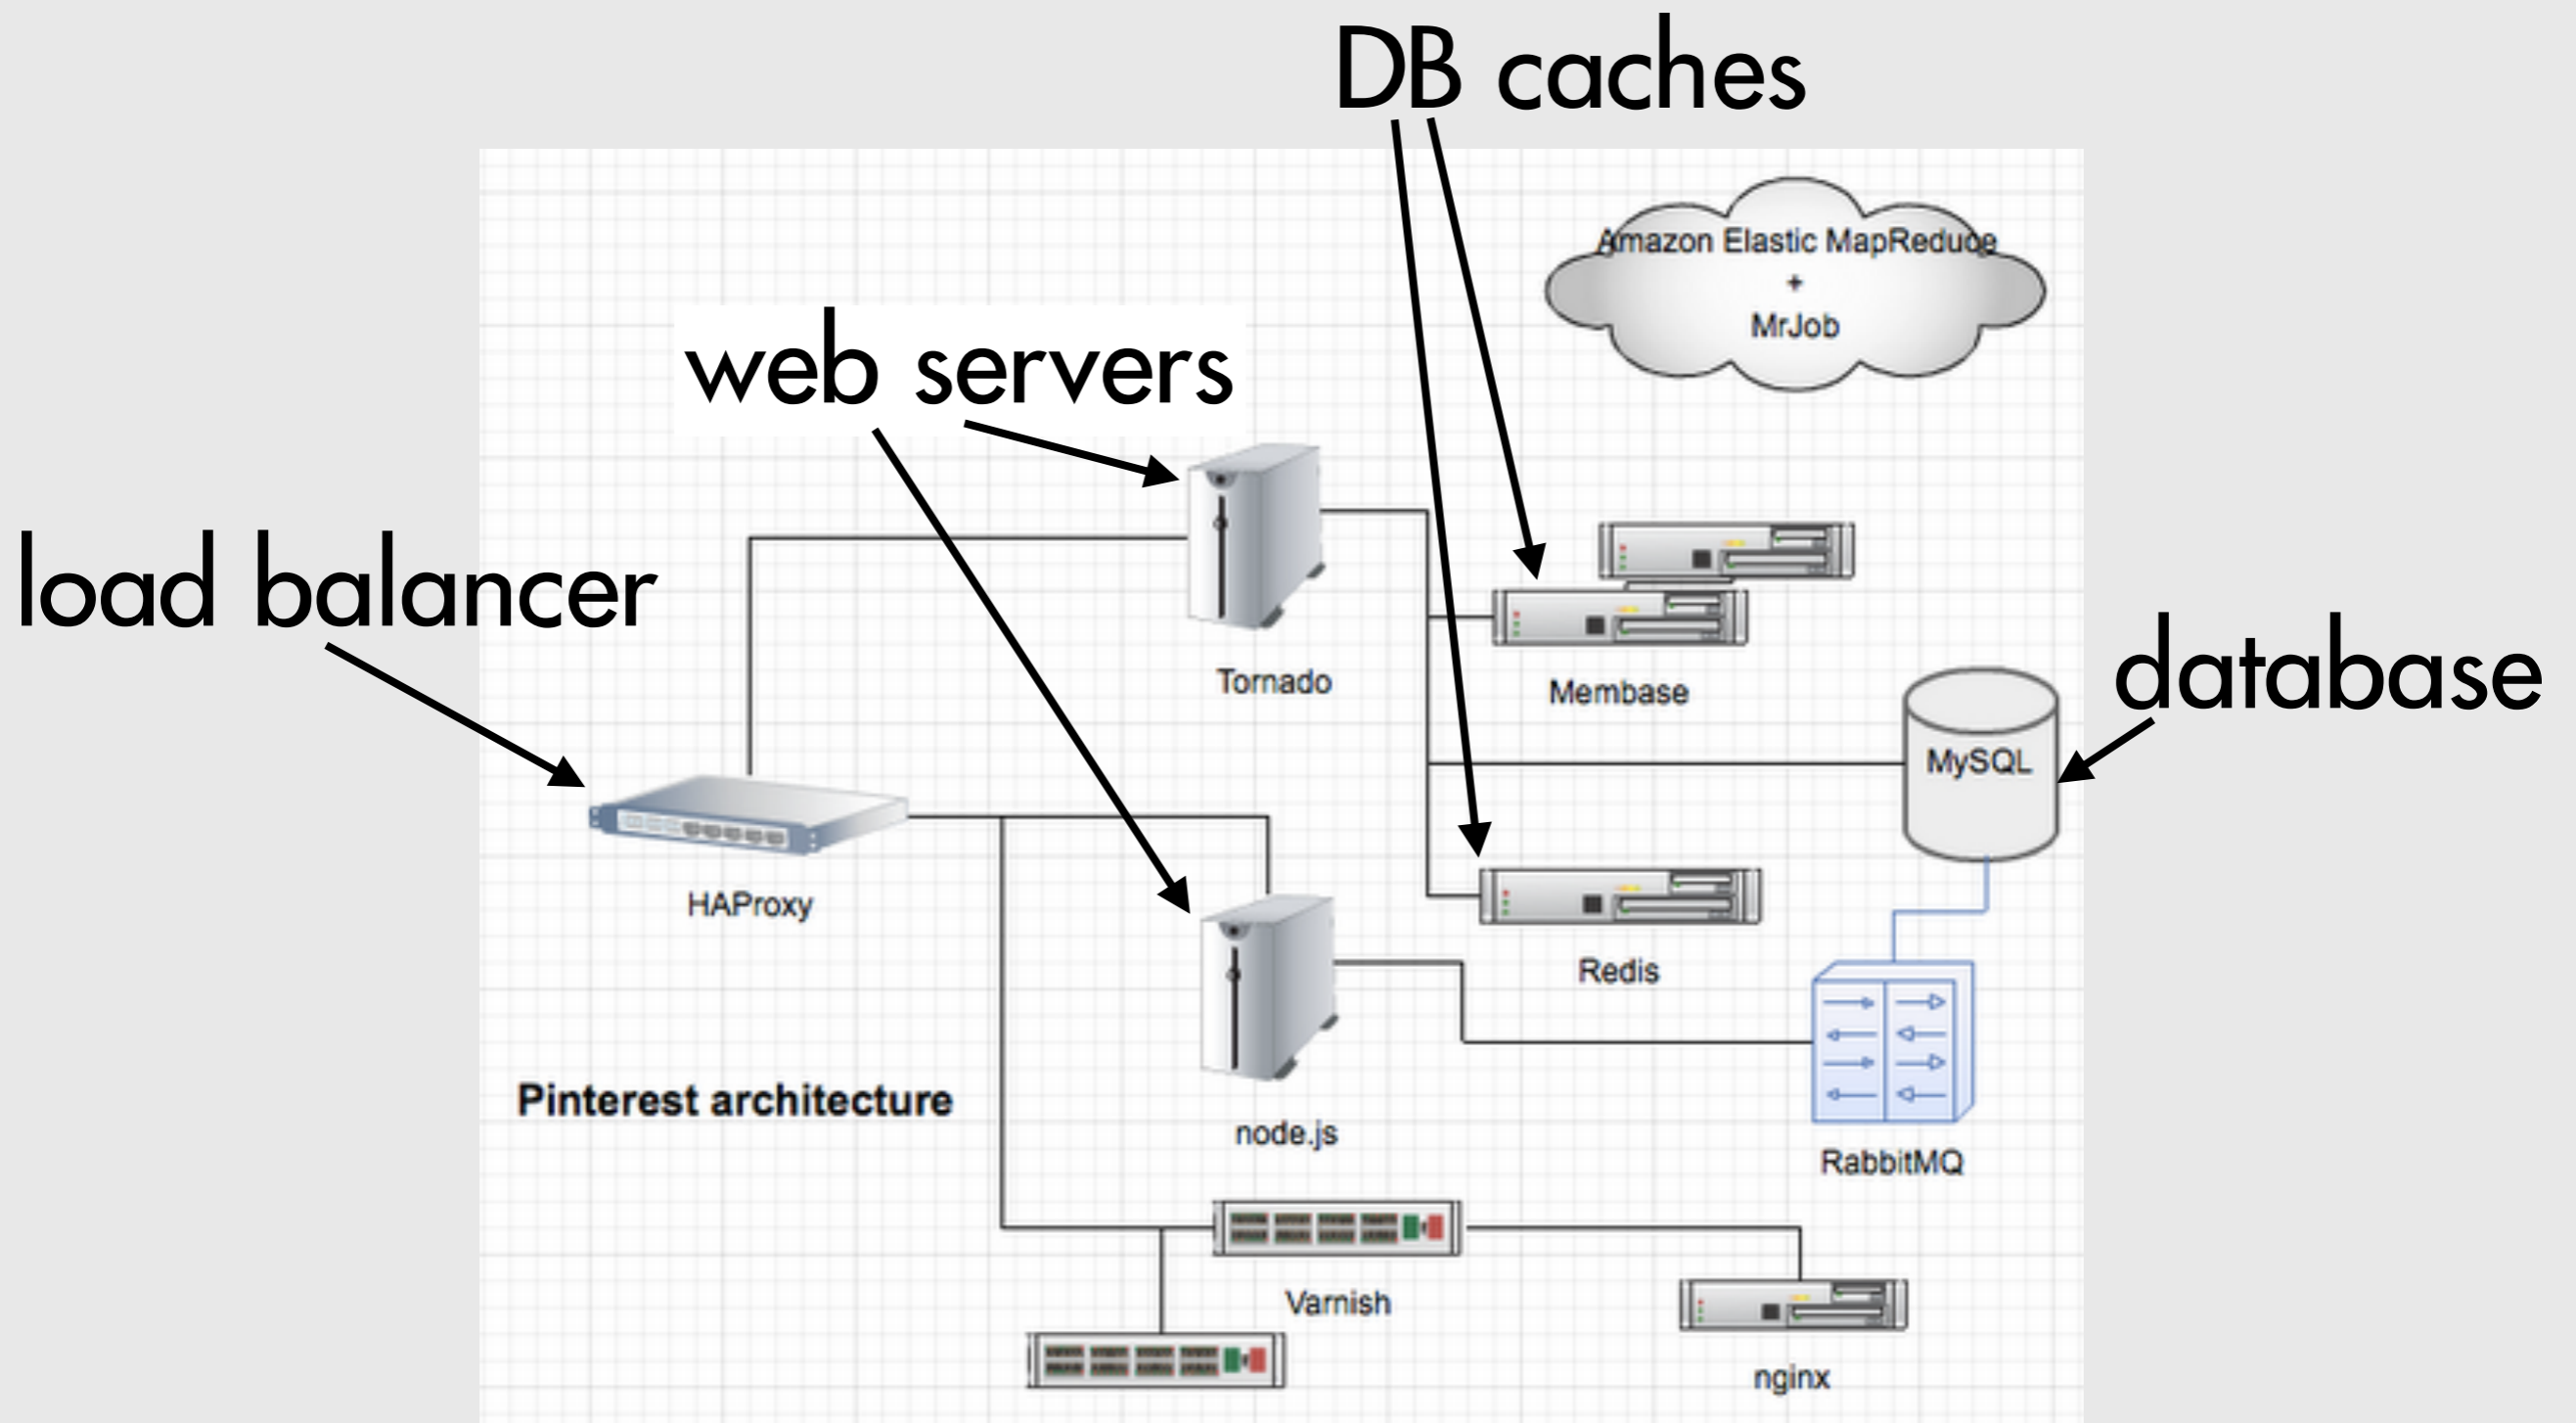 DB caches
Amazon Elastic MapReduce
+
MrJob
web servers
load balancer
database
Tornado
Membase
MySQL
HAProxy
Redis
Pinterest architecture
node.js
RabbitMQ
Varnish
nginx